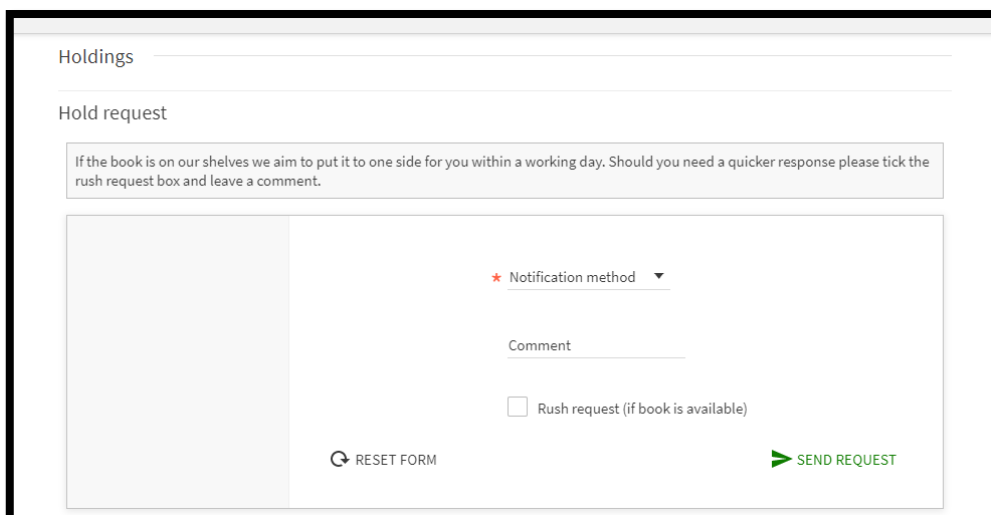 Holdings
Hold request
If the book is on our shelves we aim to put it to one side for you within a working day. Should you need a quicker response please tick the
rush request box and leave a comment.
* Notification method
Comment
Rush request (if book is available)
RESET FORM
SEND REQUEST